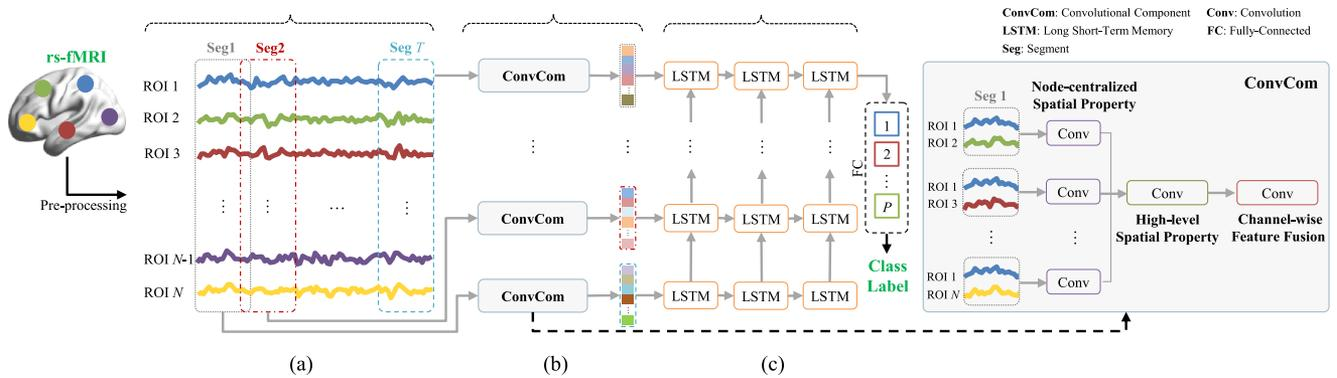 ConvCom: Convolutional Component Conv: Convolution
LSTM: Long Short-Term Memory FC: Fully-Connected
Seg: Segment
rs-fMRI
Pre-processing
Seg1 Seg2 Seg T
ROI 1
ROI 2
ROI 3
ROI N-1
ROI N
ConvCom
ConvCom
ConvCom
LSTM LSTM LSTM
LSTM LSTM LSTM
LSTM LSTM LSTM
FC
1
2
P
Class
Label
ConvCom
Seg 1
Node-centralized
Spatial Property
ROI 1
ROI 2
Conv
ROI 1
ROI 3
Conv
ROI 1
ROI N
Conv
Conv
High-level
Spatial Property
Conv
Channel-wise
Feature Fusion
(a) (b) (c)